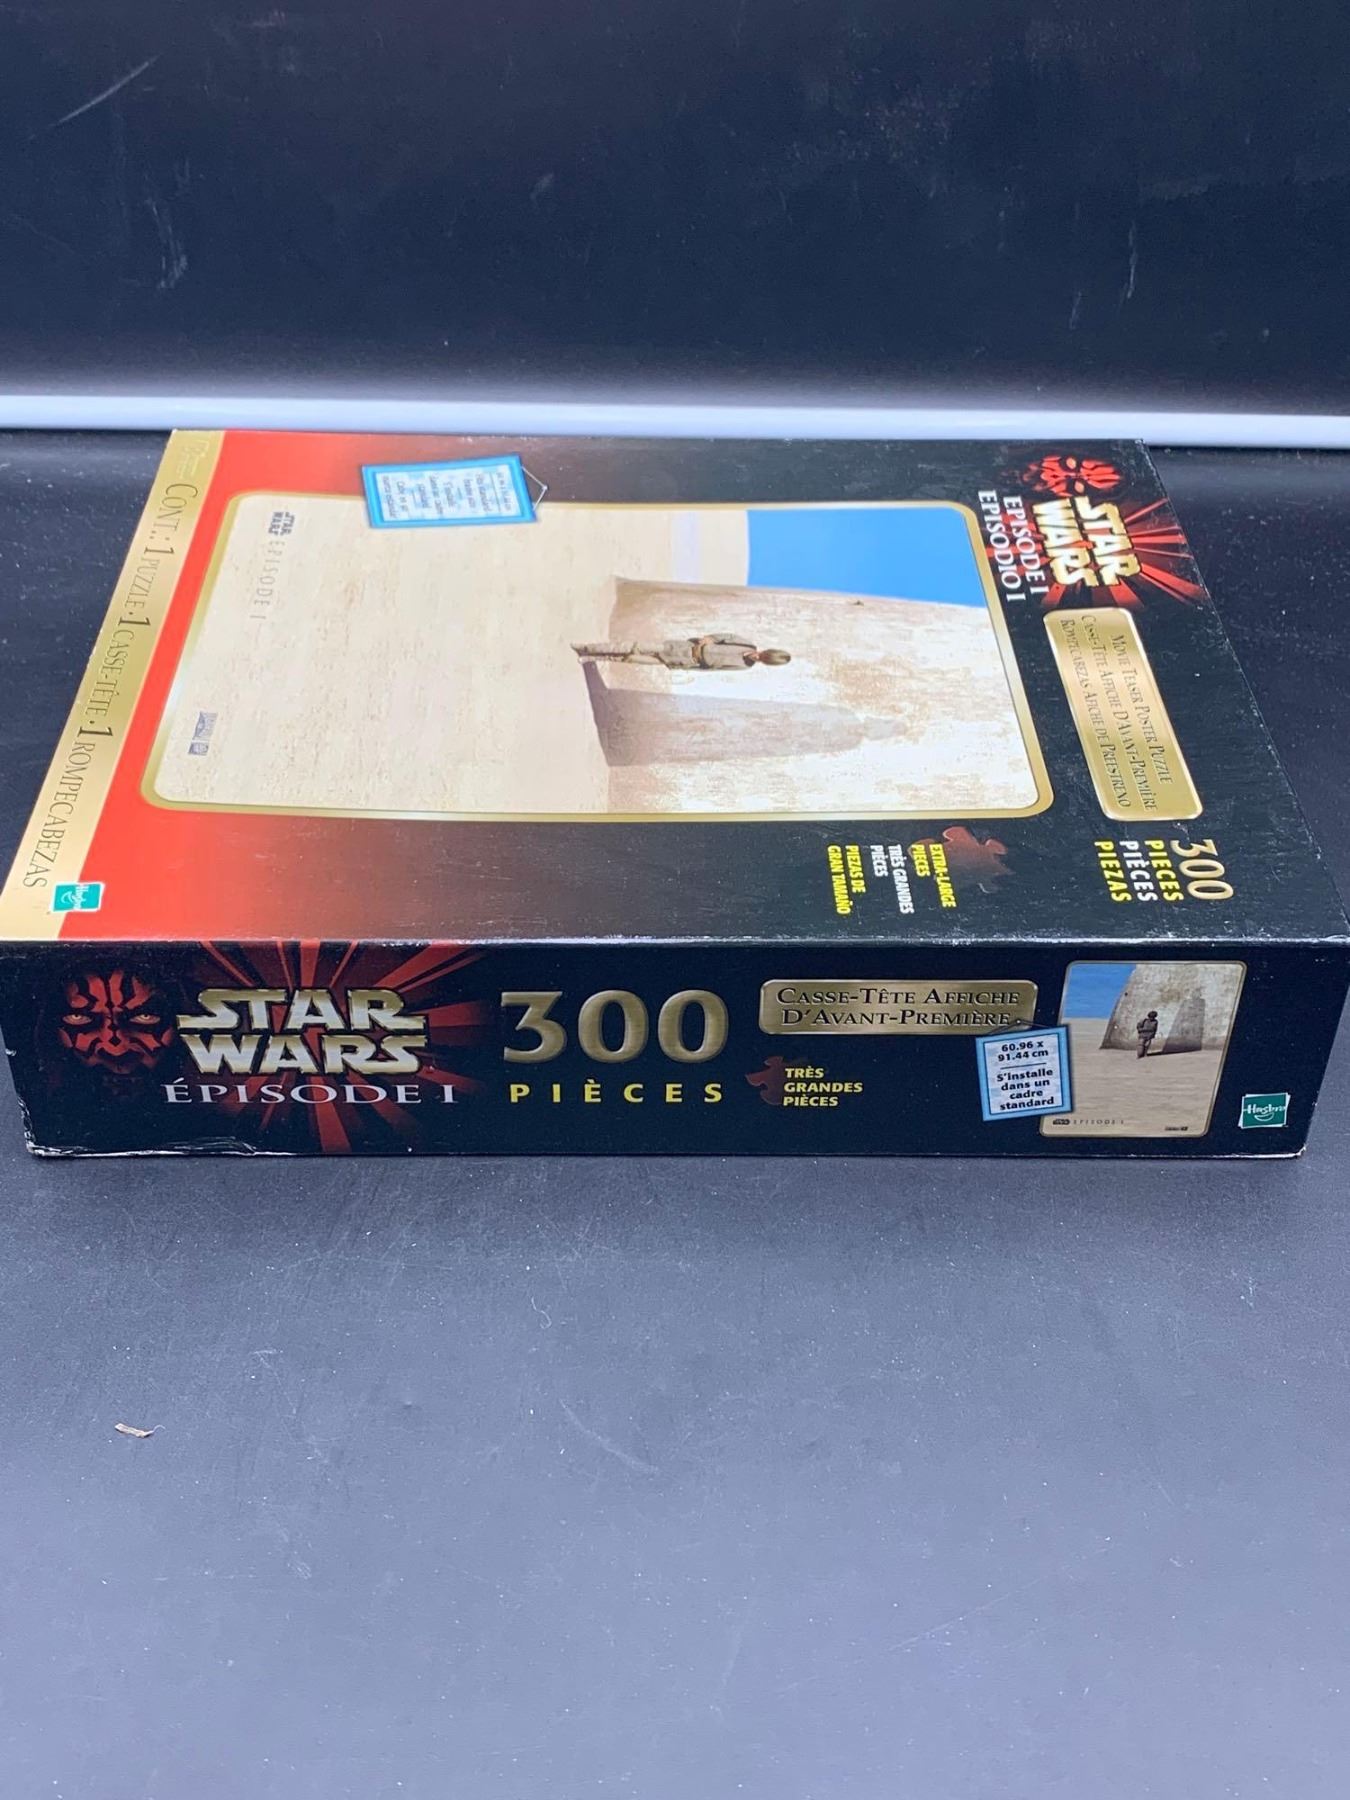 STAR
WARS
EPISODE I
EPISODIO I
MOVIE TEASER POSTER PUZZLE
CASSE-TÊTE AFFICHE D'AVANT-PREMIÈRE
ROMPECABEZAS AFICHE DE PREESTRENO
300
PIECES
PIÈCES
PIEZAS
EXTRA-LARGE
PIECES
TRÈS GRANDES
PIÈCES
PIEZAS DE
GRAN TAMAÑO
STAR
WARS EPISODE I
CONT.: 1 PUZZLE • 1 CASSE-TÊTE • 1 ROMPECABEZAS
Hasbro
STAR
WARS
ÉPISODE I
300
PIÈCES
CASSE-TÊTE AFFICHE
D'AVANT-PREMIÈRE
TRÈS
GRANDES
PIÈCES
60.96 x
91.44 cm
S'installe
dans un
cadre
standard
EPISODE I
Hasbro